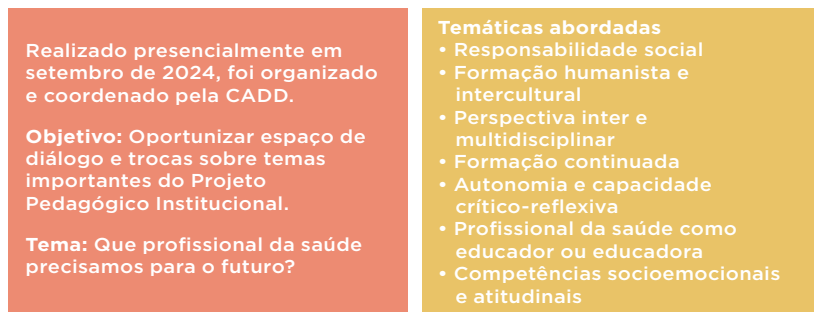 Realizado presencialmente em
setembro de 2024, foi organizado
e coordenado pela CADD.
Objetivo: Oportunizar espaço de
diálogo e trocas sobre temas
importantes do Projeto
Pedagógico Institucional.
Tema: Que profissional da saúde
precisamos para o futuro?
Temáticas abordadas
• Responsabilidade social
• Formação humanista e
intercultural
• Perspectiva inter e
multidisciplinar
• Formação continuada
• Autonomia e capacidade
crítico-reflexiva
• Profissional da saúde como
educador ou educadora
• Competências socioemocionais
e atitudinais